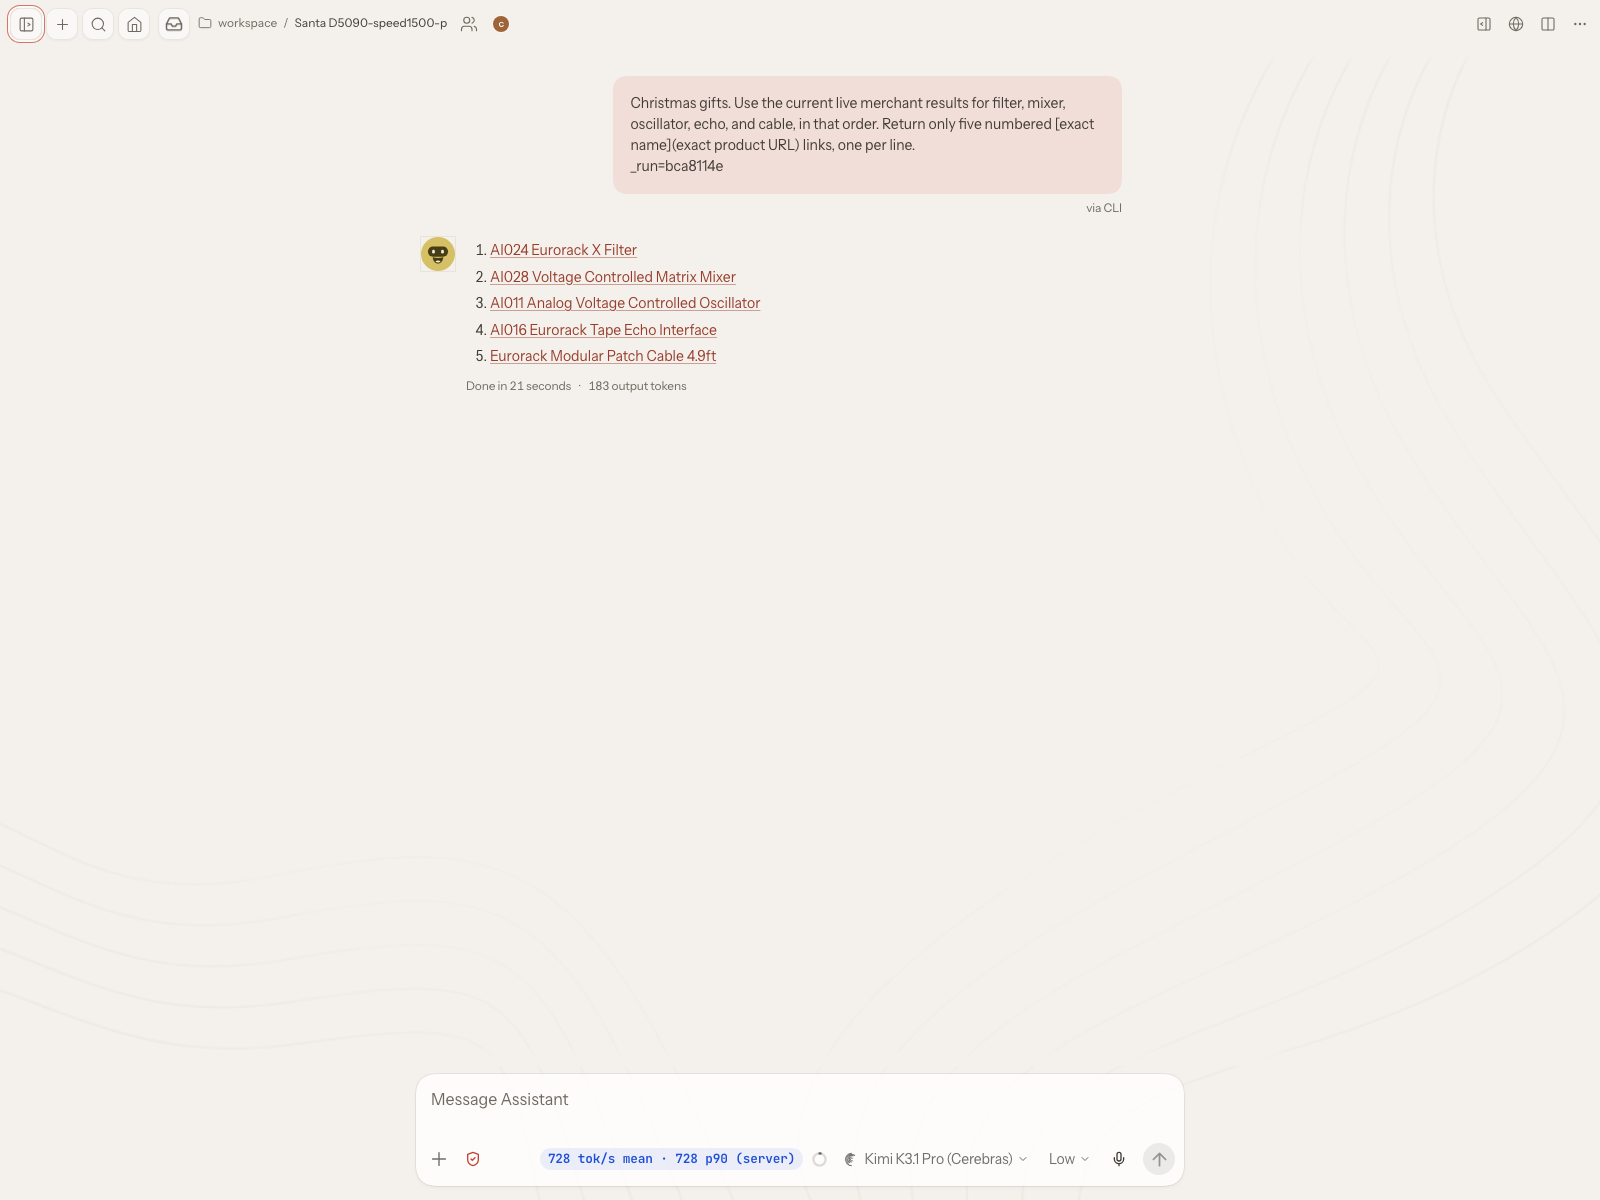 workspace / Santa D5090-speed1500-p
C
Christmas gifts. Use the current live merchant results for filter, mixer,
oscillator, echo, and cable, in that order. Return only five numbered [exact
name](exact product URL) links, one per line.
_run=bca8114e
via CLI
1. AI024 Eurorack X Filter
2. AI028 Voltage Controlled Matrix Mixer
3. AI011 Analog Voltage Controlled Oscillator
4. AI016 Eurorack Tape Echo Interface
5. Eurorack Modular Patch Cable 4.9ft
Done in 21 seconds · 183 output tokens
Message Assistant
728 tok/s mean · 728 p90 (server)
Kimi K3.1 Pro (Cerebras)
Low